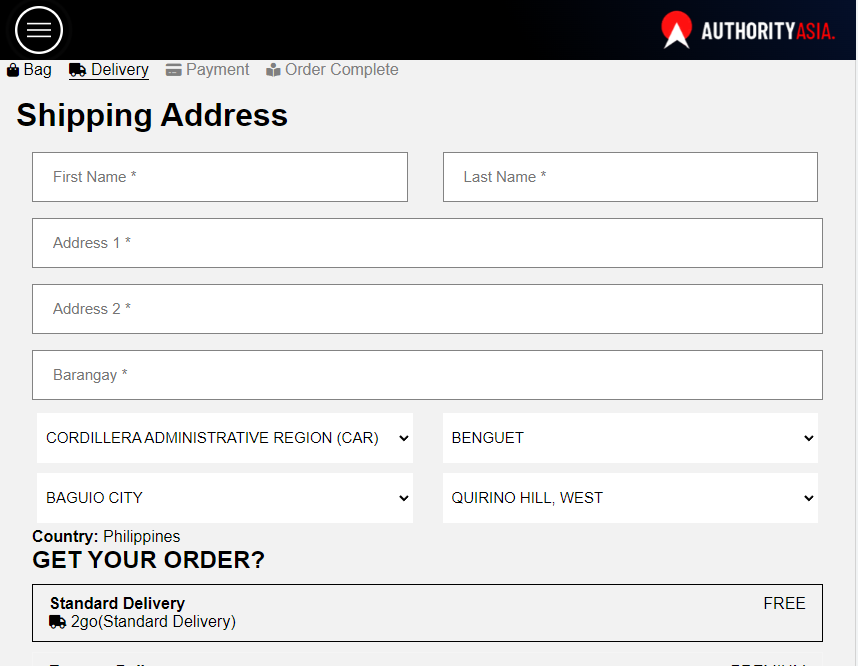 AUTHORITYASIA.
Bag Delivery Payment Order Complete
Shipping Address
First Name * Last Name *
Address 1 *
Address 2 *
Barangay *
CORDILLERA ADMINISTRATIVE REGION (CAR) BENGUET
BAGUIO CITY QUIRINO HILL, WEST
Country: Philippines
GET YOUR ORDER?
Standard Delivery FREE
2go(Standard Delivery)